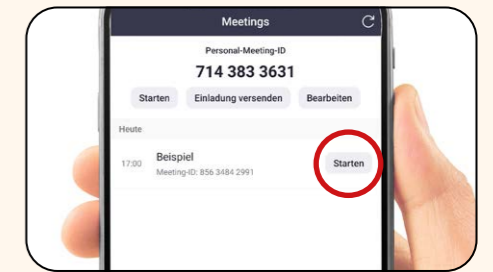 Meetings
Personal-Meeting-ID
714 383 3631
Starten Einladung versenden Bearbeiten
Heute
17:00 Beispiel Starten
Meeting-ID: 856 3484 2991